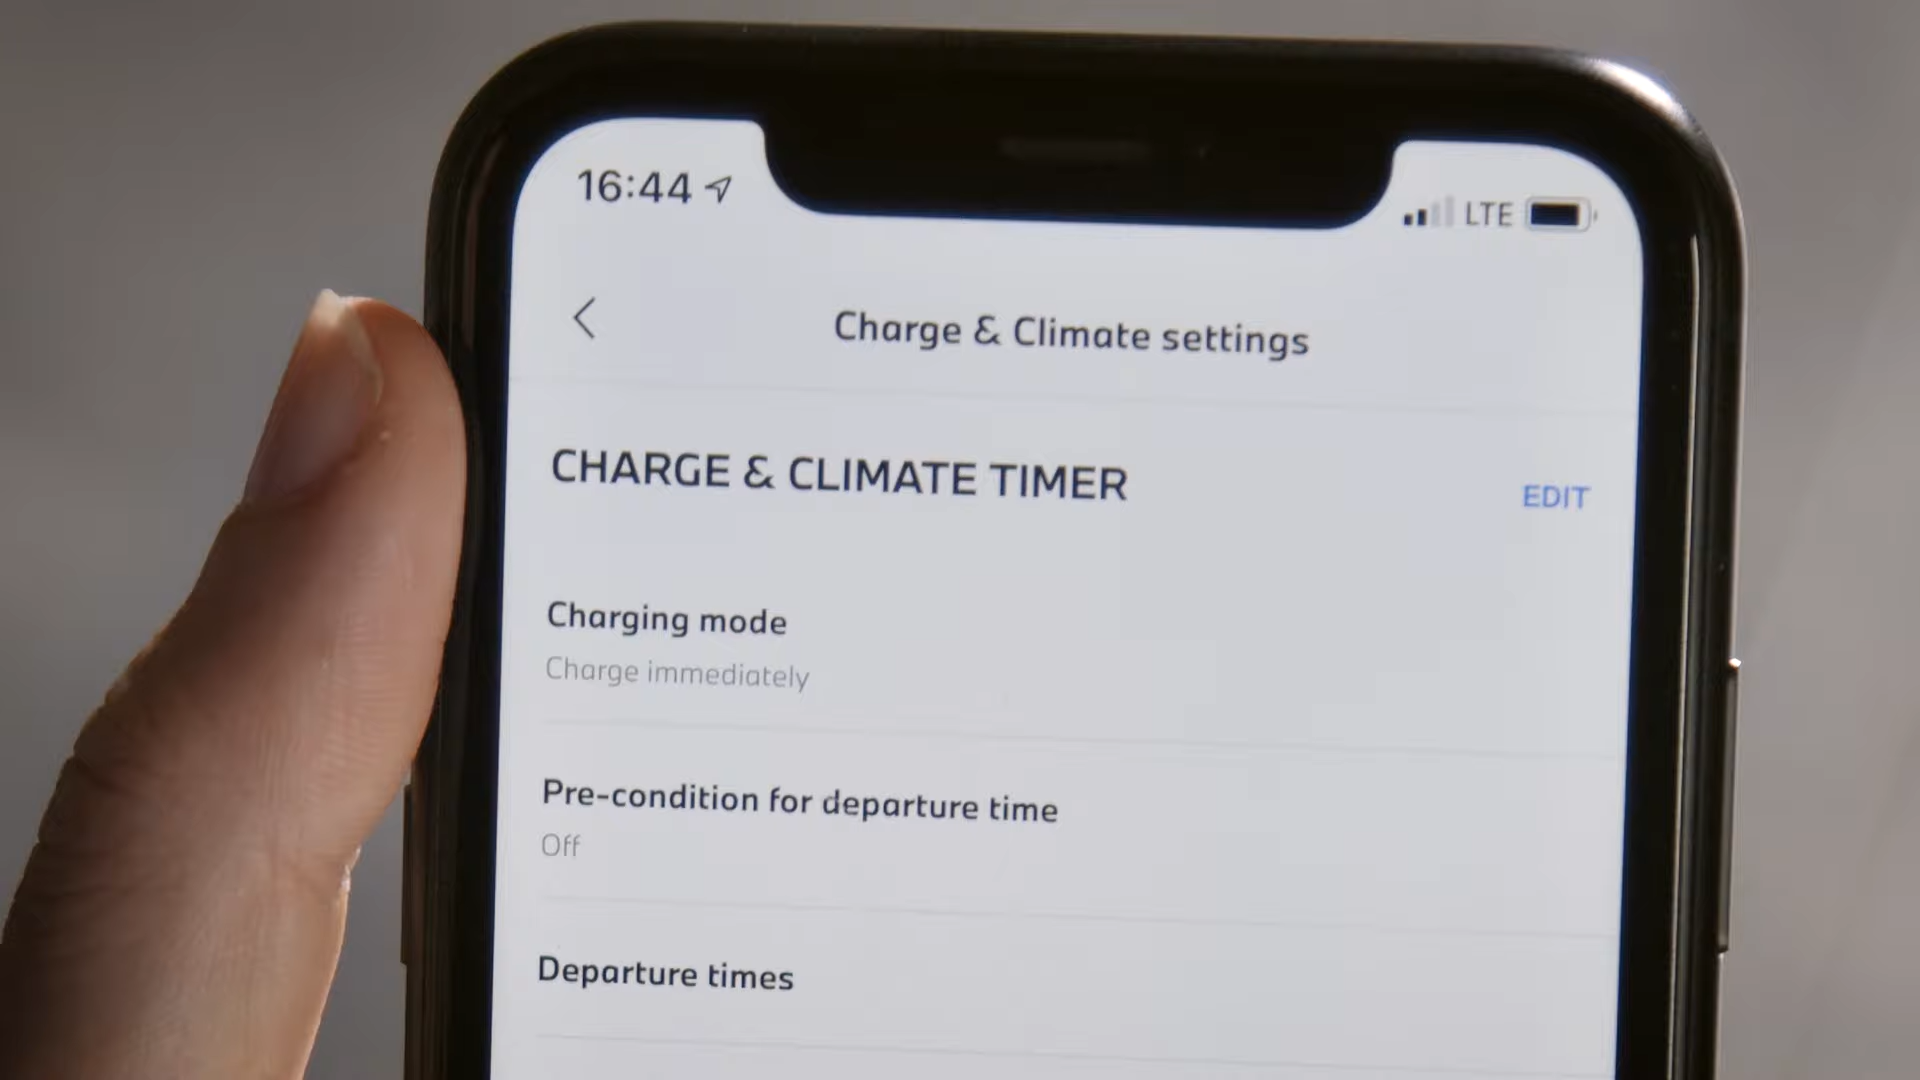 16:44
LTE
Charge & Climate settings
CHARGE & CLIMATE TIMER
EDIT
Charging mode
Charge immediately
Pre-condition for departure time
Off
Departure times